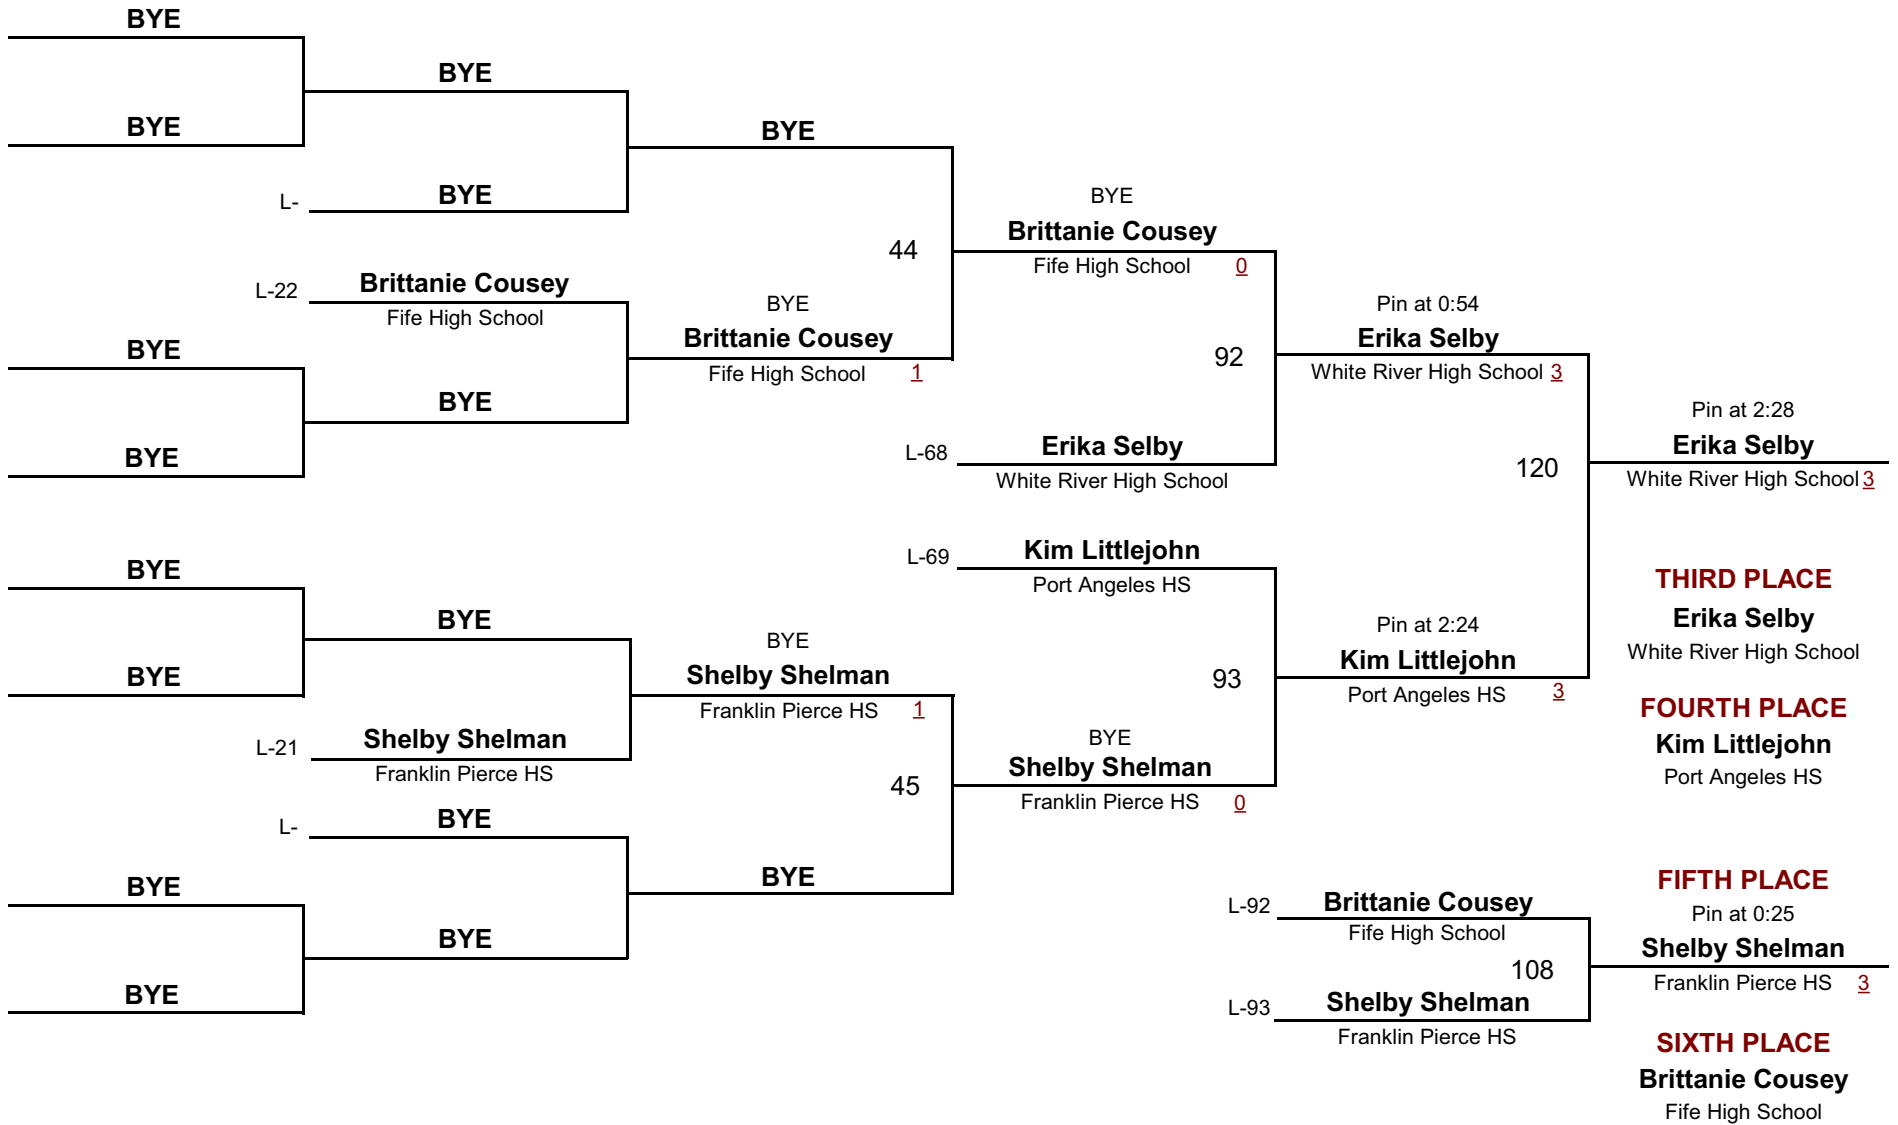 BYE
BYE
BYE
BYE
L-
BYE
L-22
Brittanie Cousey
Fife High School
BYE
BYE
BYE
BYE
Brittanie Cousey
Fife High School 1
44
BYE
Brittanie Cousey
Fife High School 0
92
L-68
Erika Selby
White River High School
Pin at 0:54
Erika Selby
White River High School 3
120
Pin at 2:28
Erika Selby
White River High School 3
BYE
BYE
BYE
L-21
Shelby Shelman
Franklin Pierce HS
BYE
Shelby Shelman
Franklin Pierce HS 1
L-
BYE
BYE
BYE
BYE
BYE
45
L-69
Kim Littlejohn
Port Angeles HS
93
BYE
Shelby Shelman
Franklin Pierce HS 0
Pin at 2:24
Kim Littlejohn
Port Angeles HS 3
THIRD PLACE
Erika Selby
White River High School
FOURTH PLACE
Kim Littlejohn
Port Angeles HS
L-92
Brittanie Cousey
Fife High School
108
L-93
Shelby Shelman
Franklin Pierce HS
FIFTH PLACE
Pin at 0:25
Shelby Shelman
Franklin Pierce HS 3
SIXTH PLACE
Brittanie Cousey
Fife High School